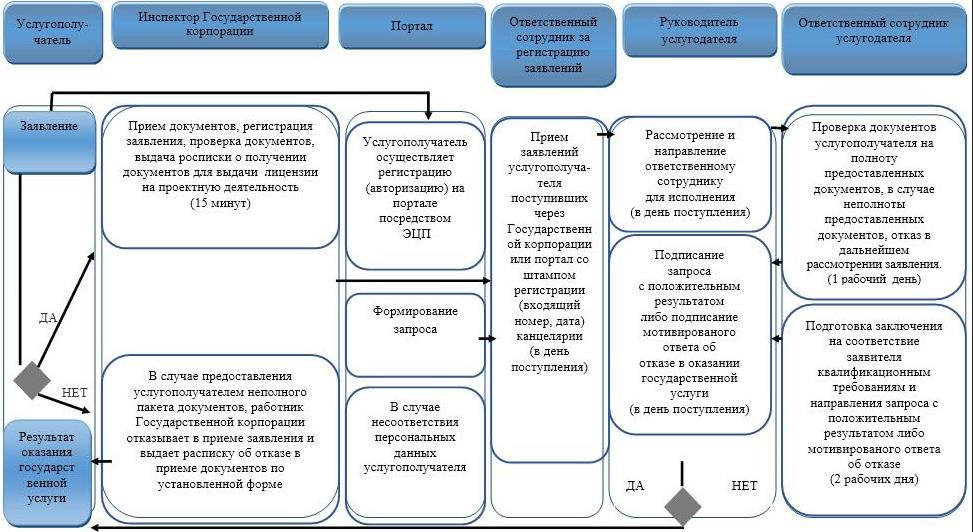 Услугополу-
чатель
Инспектор Государственной
корпорации
Портал
Ответственный
сотрудник за
регистрацию
заявлений
Руководитель
услугодателя
Ответственный сотрудник
услугодателя
Заявление
Прием документов, регистрация
заявления, проверка документов,
выдача росписки о получении
документов для выдачи лицензии
на проектную деятельность
(15 минут)
Услугополучатель
осуществляет
регистрацию
(авторизацию) на
портале
посредством
ЭЦП
Прием
заявлений
услугополуча-
теля
поступивших
через
Государственн
ой корпорации
или портал со
штампом
регистрации
(входящий
номер, дата)
канцелярии
(в день
поступления)
Рассмотрение и
направление
ответственному
сотруднику
для исполнения
(в день поступления)
Проверка документов
услугополучателя на
полноту
предоставленных
документов, в случае
неполноты
предоставленных
документов, отказ в
дальнейшем
рассмотрении заявления.
(1 рабочий день)
Подписание
запроса
с положительным
результатом
либо подписание
мотивированого
ответа об
отказе в оказании
государственной
услуги
(в день поступления)
Формирование
запроса
Подготовка заключения
на соответствие
заявителя
квалификационным
требованиям и
направления запроса с
положительным
результатом либо
мотивированого ответа
об отказе
(2 рабочих дня)
ДА
НЕТ
В случае предоставления
услугополучателем неполного
пакета документов, работник
Государственной корпорации
отказывает в приеме заявления и
выдает расписку об отказе в
приеме документов по
установленной форме
В случае
несоответствия
персональных
данных
услугополучателя
Результат
оказания
государст
венной
услуги
ДА
НЕТ